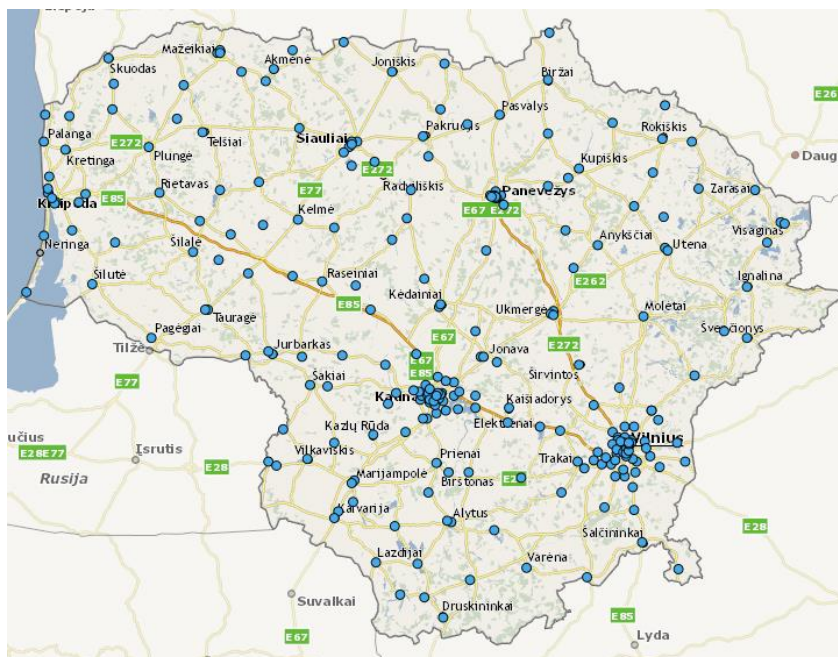 Mažeikiai
Akmenė
Skuodas
Joniškis
Biržai
E26
Pasvalys
Palanga
E272
Telšiai
Šiauliai
Pakruojis
Rokiškis
Kretinga
Plungė
E272
Kupiškis
Daug
Rietavas
E77
Radviliškis
Panevėžys
Zarasai
Klaipėda
E85
Kelmė
E67
E272
Visaginas
Neringa
Šilalė
Anykščiai
Utena
Šilutė
Raseiniai
E262
Ignalina
Kėdainiai
Tauragė
E85
Ukmergė
Molėtai
Pagėgiai
E67
Švenčionys
Tilžė
Jurbarkas
E67
Jonava
E272
E77
Šakiai
E85
Širvintos
Kaunas
Kaišiadorys
Kazlų Rūda
Elektrėnai
Vilnius
E28
E77
Įsrutis
Vilkaviškis
Prienai
Trakai
E28
Rusija
Marijampolė
Birštonas
Kalvarija
Alytus
E28
Šalčininkai
Lazdijai
Varėna
Suvalkai
Druskininkai
E85
E67
Lyda